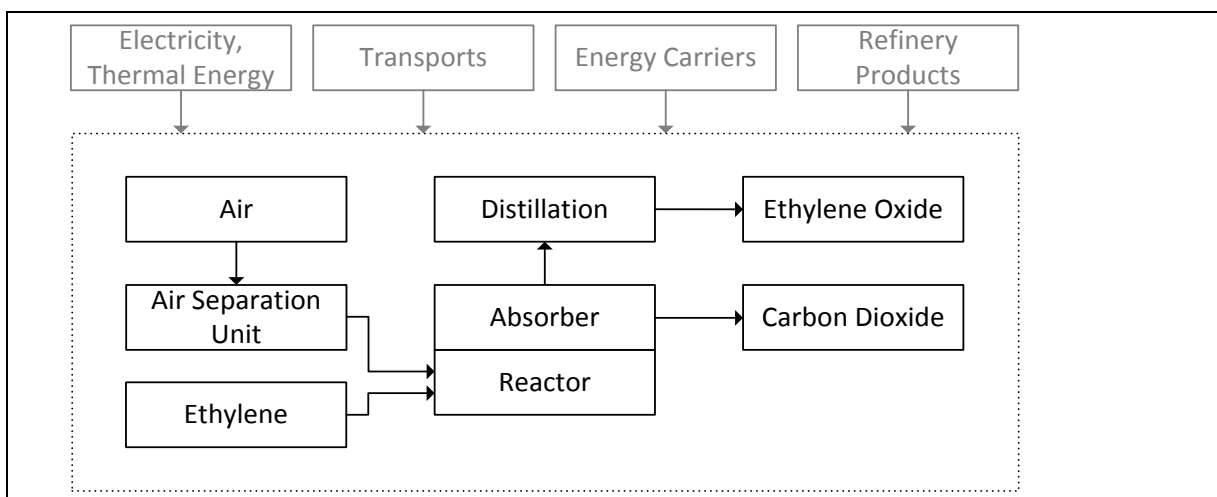 Electricity,
Thermal Energy
Transports
Energy Carriers
Refinery
Products
Air
Distillation
Ethylene Oxide
Air Separation
Unit
Absorber
Carbon Dioxide
Reactor
Ethylene